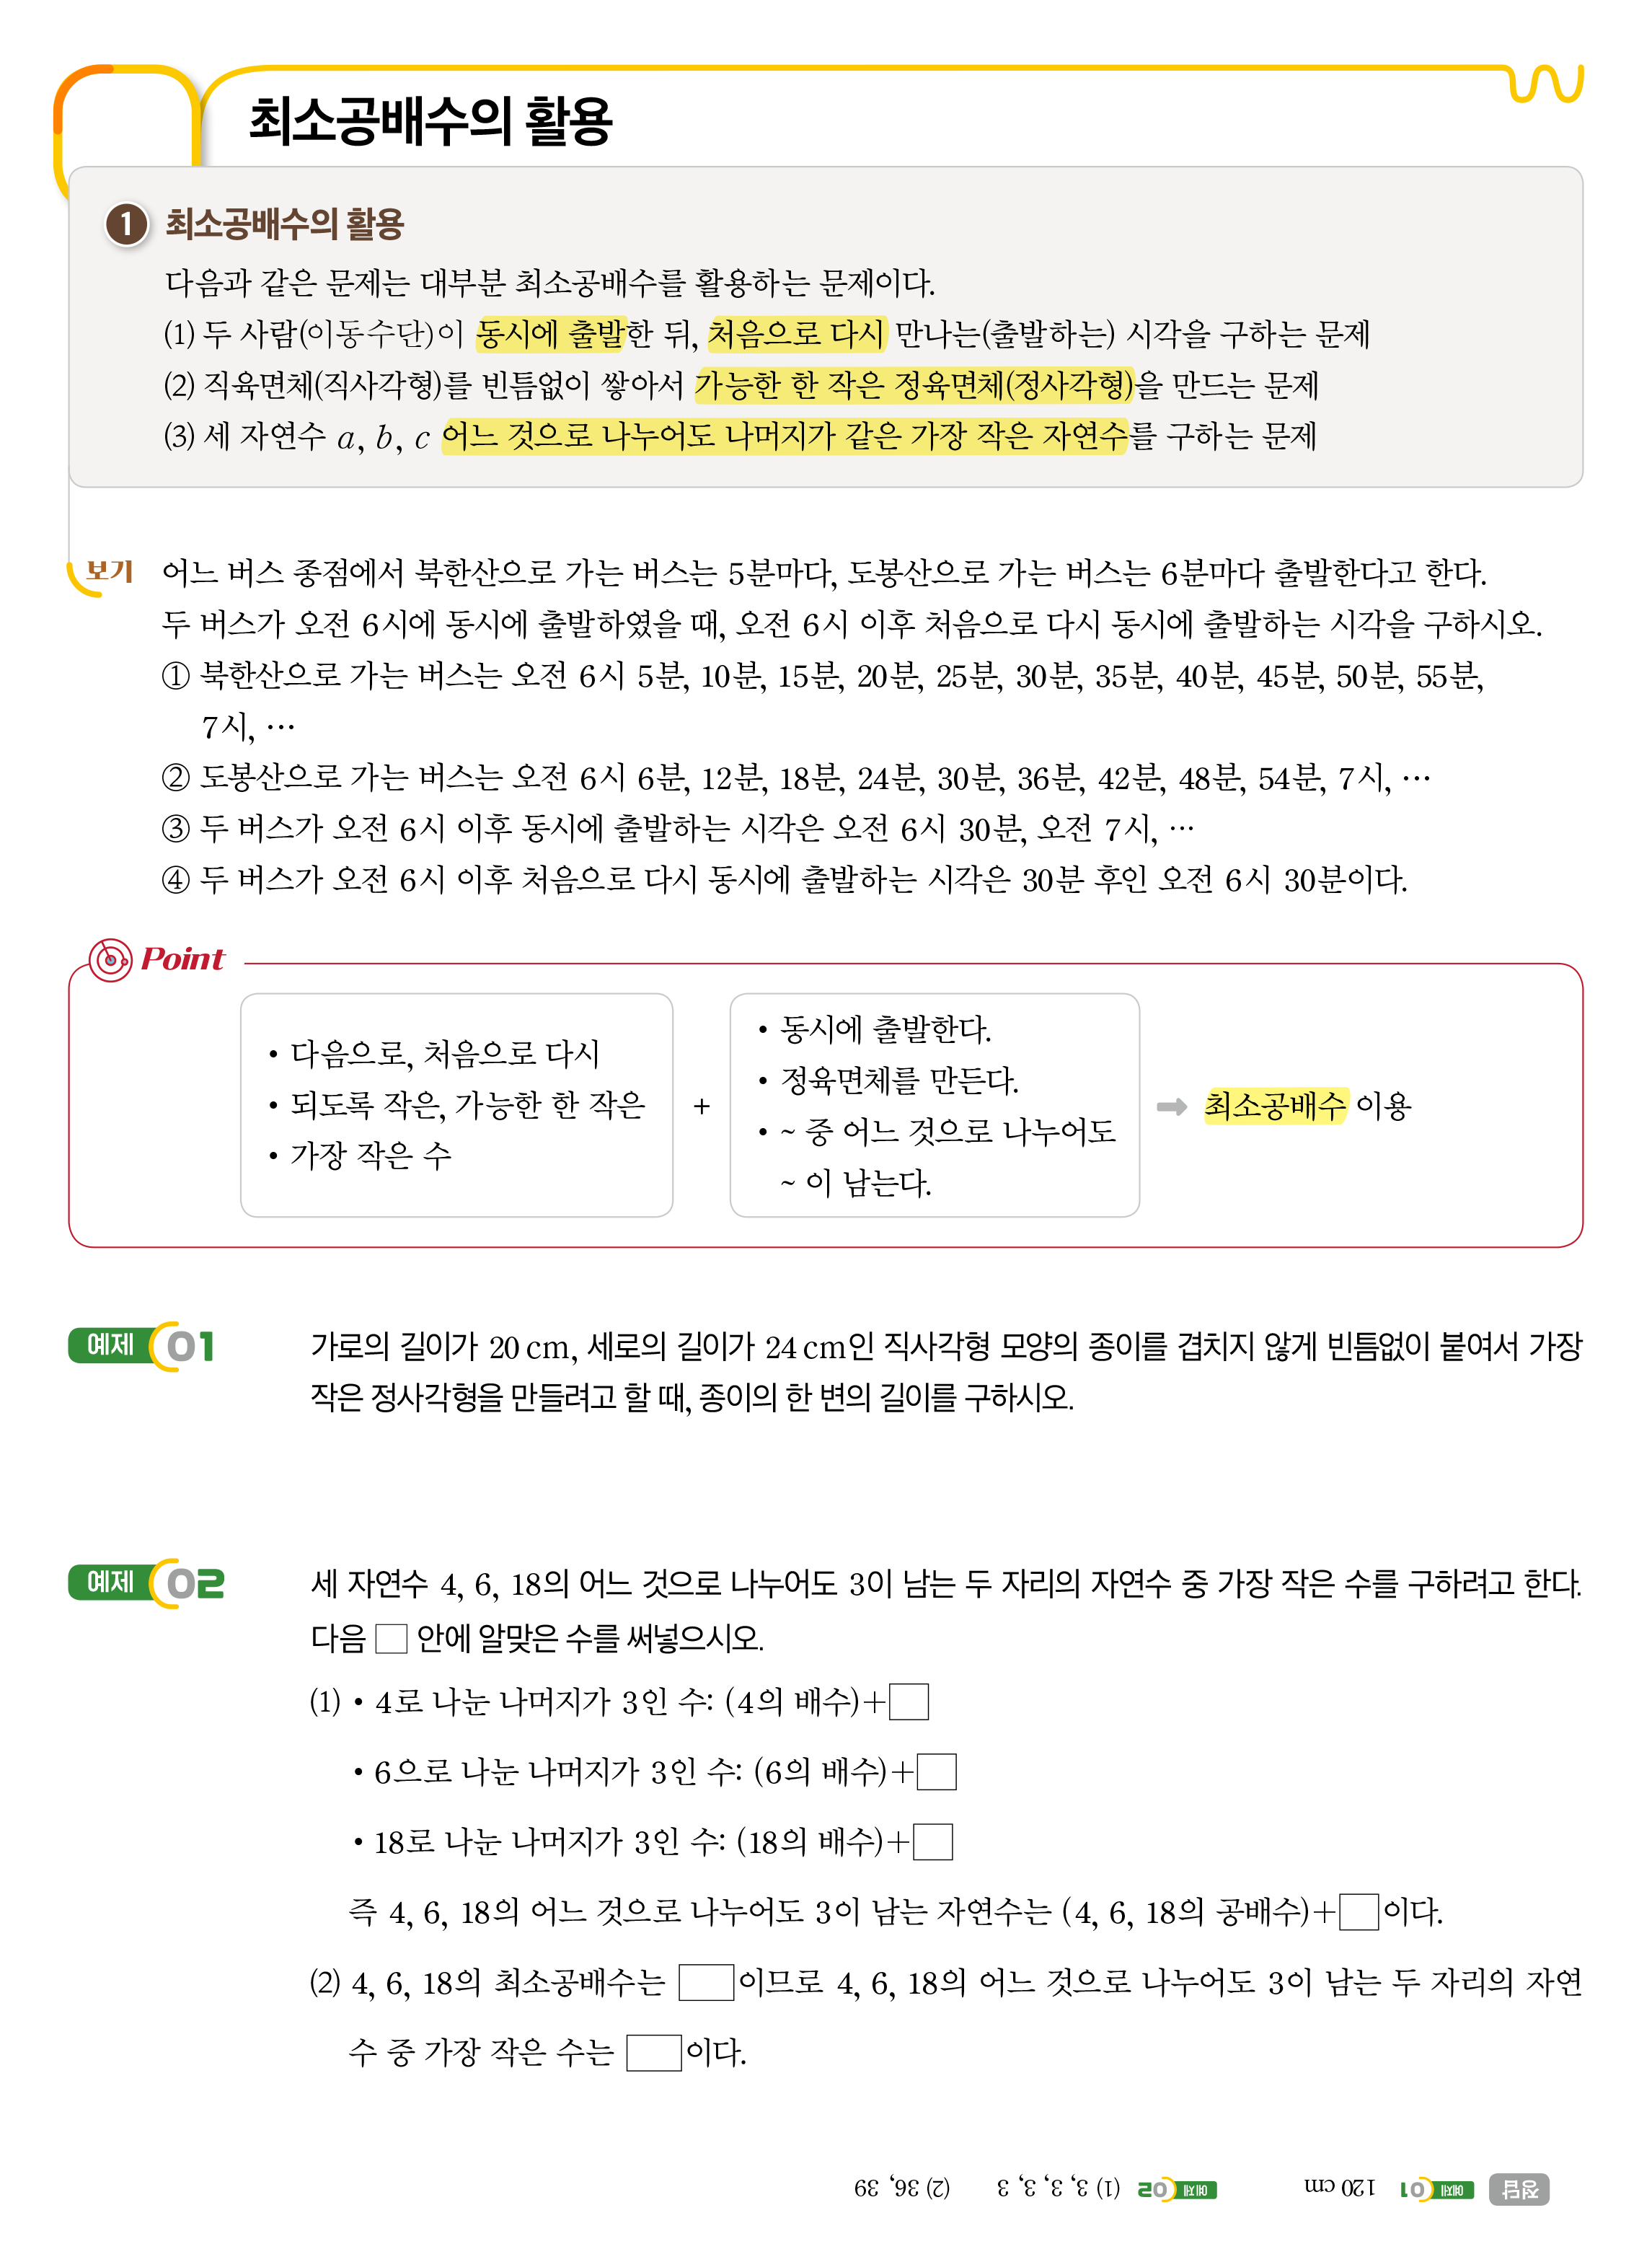 최소공배수의 활용
1 최소공배수의 활용
다음과 같은 문제는 대부분 최소공배수를 활용하는 문제이다.
(1) 두 사람(이동수단)이 동시에 출발한 뒤, 처음으로 다시 만나는(출발하는) 시각을 구하는 문제
(2) 직육면체(직사각형)를 빈틈없이 쌓아서 가능한 한 작은 정육면체(정사각형)을 만드는 문제
(3) 세 자연수 a, b, c 어느 것으로 나누어도 나머지가 같은 가장 작은 자연수를 구하는 문제
보기 어느 버스 종점에서 북한산으로 가는 버스는 5분마다, 도봉산으로 가는 버스는 6분마다 출발한다고 한다.
두 버스가 오전 6시에 동시에 출발하였을 때, 오전 6시 이후 처음으로 다시 동시에 출발하는 시각을 구하시오.
① 북한산으로 가는 버스는 오전 6시 5분, 10분, 15분, 20분, 25분, 30분, 35분, 40분, 45분, 50분, 55분,
7시, ⋯
② 도봉산으로 가는 버스는 오전 6시 6분, 12분, 18분, 24분, 30분, 36분, 42분, 48분, 54분, 7시, ⋯
③ 두 버스가 오전 6시 이후 동시에 출발하는 시각은 오전 6시 30분, 오전 7시, ⋯
④ 두 버스가 오전 6시 이후 처음으로 다시 동시에 출발하는 시각은 30분 후인 오전 6시 30분이다.
Point
• 다음으로, 처음으로 다시
• 되도록 작은, 가능한 한 작은
• 가장 작은 수
+
• 동시에 출발한다.
• 정육면체를 만든다.
• ~ 중 어느 것으로 나누어도
~ 이 남는다.
➡ 최소공배수 이용
예제 01 가로의 길이가 20 cm, 세로의 길이가 24 cm인 직사각형 모양의 종이를 겹치지 않게 빈틈없이 붙여서 가장
작은 정사각형을 만들려고 할 때, 종이의 한 변의 길이를 구하시오.
예제 02 세 자연수 4, 6, 18의 어느 것으로 나누어도 3이 남는 두 자리의 자연수 중 가장 작은 수를 구하려고 한다.
다음 □ 안에 알맞은 수를 써넣으시오.
(1) • 4로 나눈 나머지가 3인 수: (4의 배수)+□
• 6으로 나눈 나머지가 3인 수: (6의 배수)+□
• 18로 나눈 나머지가 3인 수: (18의 배수)+□
즉 4, 6, 18의 어느 것으로 나누어도 3이 남는 자연수는 (4, 6, 18의 공배수)+□이다.
(2) 4, 6, 18의 최소공배수는 □이므로 4, 6, 18의 어느 것으로 나누어도 3이 남는 두 자리의 자연
수 중 가장 작은 수는 □이다.
정답 예제 01 120 cm 예제 02 (1) 3, 3, 3, 3 (2) 36, 39